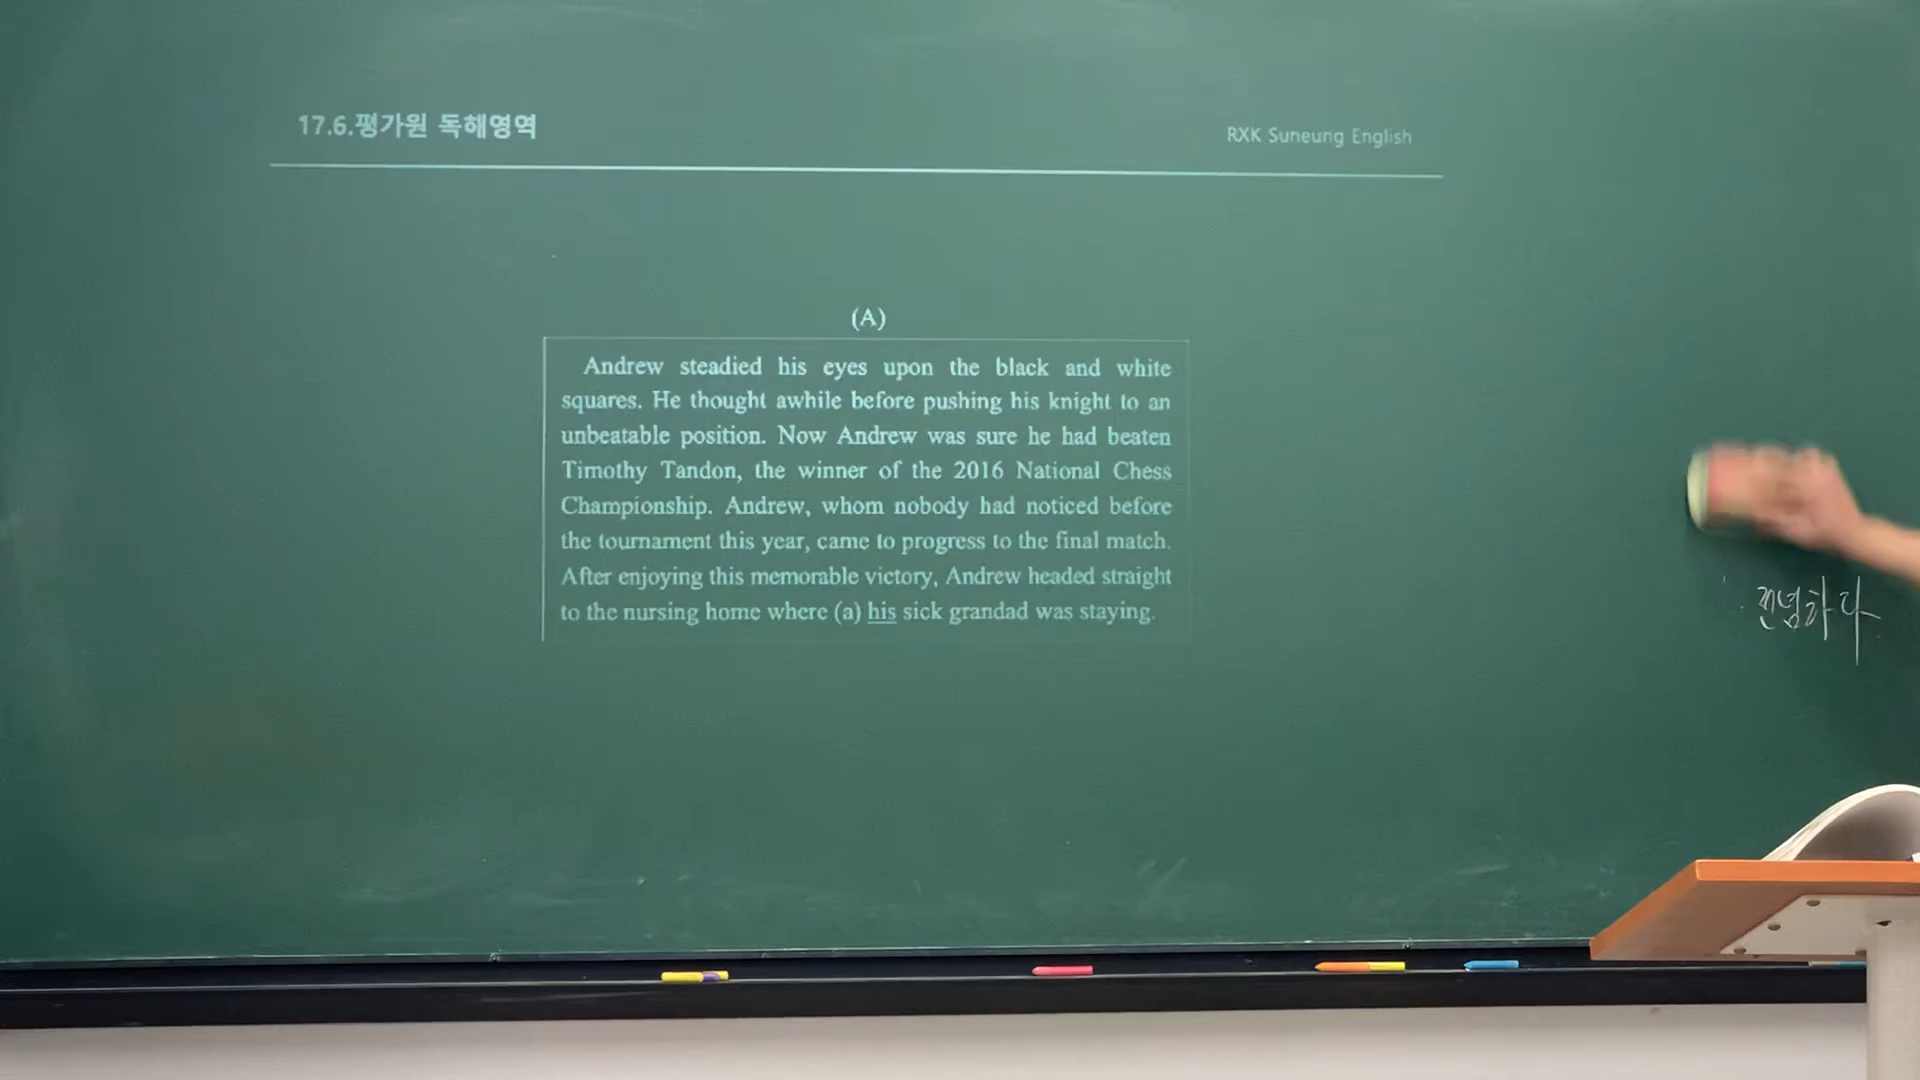 17.6.평가원 독해영역
RXK Suneung English
(A)
Andrew steadied his eyes upon the black and white
squares. He thought awhile before pushing his knight to an
unbeatable position. Now Andrew was sure he had beaten
Timothy Tandon, the winner of the 2016 National Chess
Championship. Andrew, whom nobody had noticed before
the tournament this year, came to progress to the final match.
After enjoying this memorable victory, Andrew headed straight
to the nursing home where (a) his sick grandad was staying.
전념하다